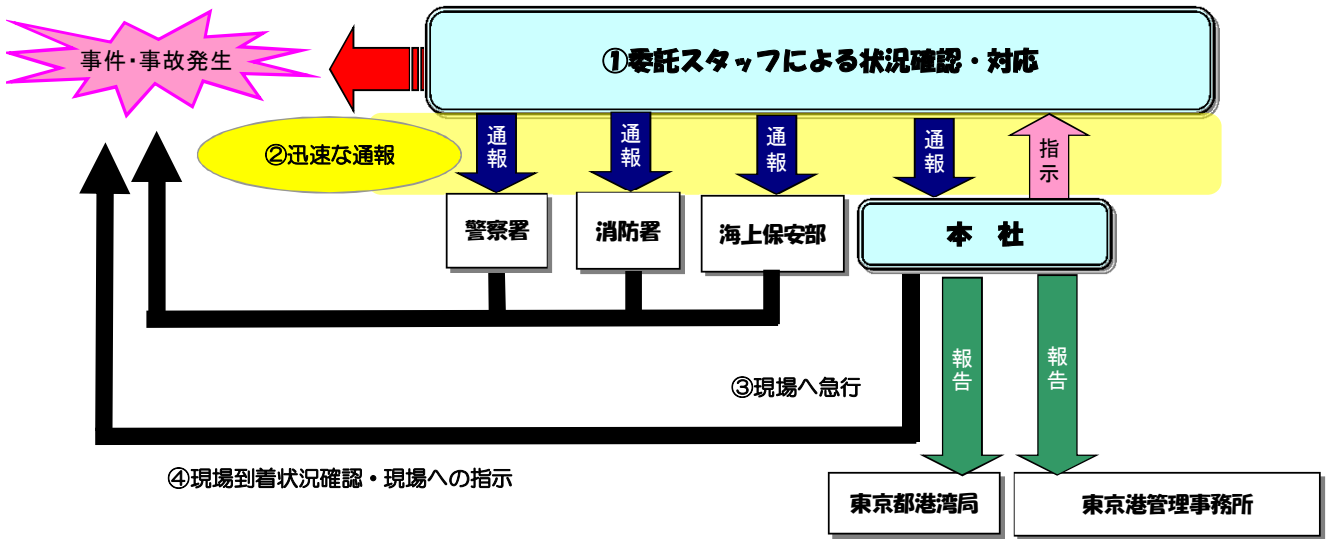 事件・事故発生
①委託スタッフによる状況確認・対応
②迅速な通報
通報
通報
通報
通報
指示
警察署
消防署
海上保安部
本 社
③現場へ急行
報告
報告
④現場到着状況確認・現場への指示
東京都港湾局
東京港管理事務所